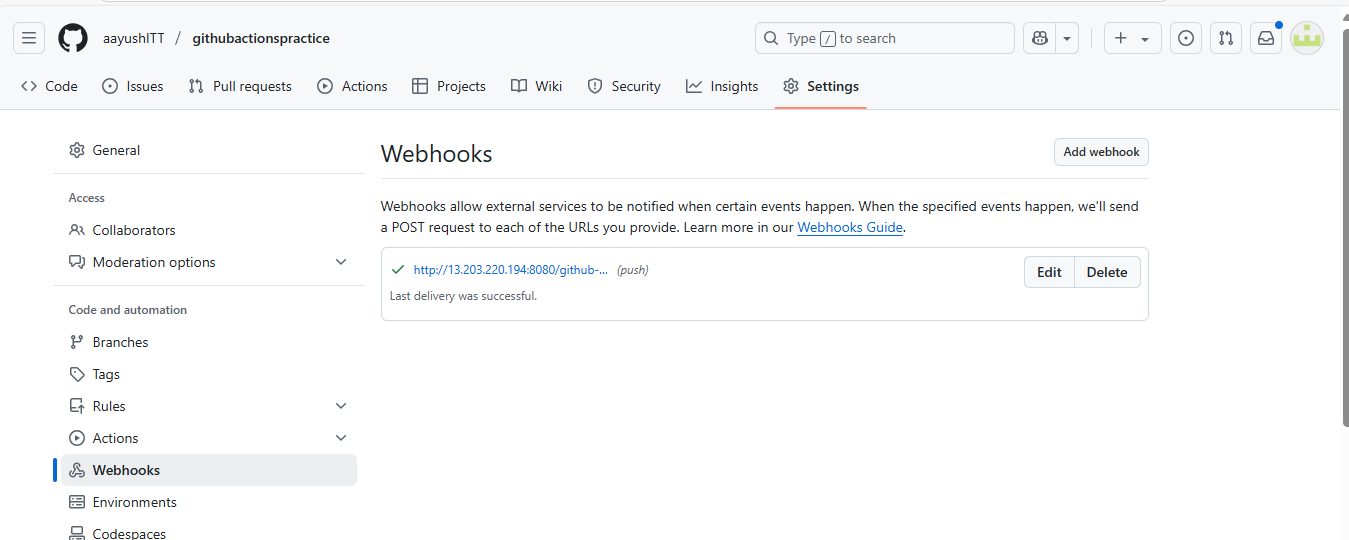 aayushITT / githubactionspractice Type / to search
Code Issues Pull requests Actions Projects Wiki Security Insights Settings
General
Access
Collaborators
Moderation options
Code and automation
Branches
Tags
Rules
Actions
Webhooks
Environments
Codespaces
Webhooks Add webhook
Webhooks allow external services to be notified when certain events happen. When the specified events happen, we'll send
a POST request to each of the URLs you provide. Learn more in our Webhooks Guide.
http://13.203.220.194:8080/github-... (push) Edit Delete
Last delivery was successful.